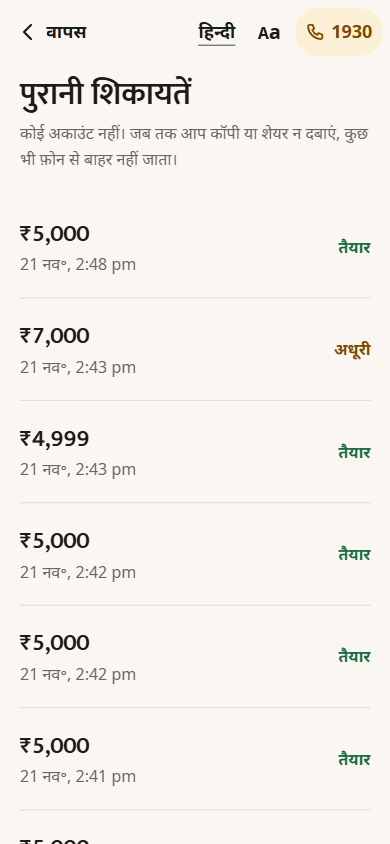 वापस
हिन्दी
Aa
1930
पुरानी शिकायतें
कोई अकाउंट नहीं। जब तक आप कॉपी या शेयर न दबाएं, कुछ
भी फ़ोन से बाहर नहीं जाता।
₹5,000
तैयार
21 नव॰, 2:48 pm
₹7,000
अधूरी
21 नव॰, 2:43 pm
₹4,999
तैयार
21 नव॰, 2:43 pm
₹5,000
तैयार
21 नव॰, 2:42 pm
₹5,000
तैयार
21 नव॰, 2:42 pm
₹5,000
तैयार
21 नव॰, 2:41 pm